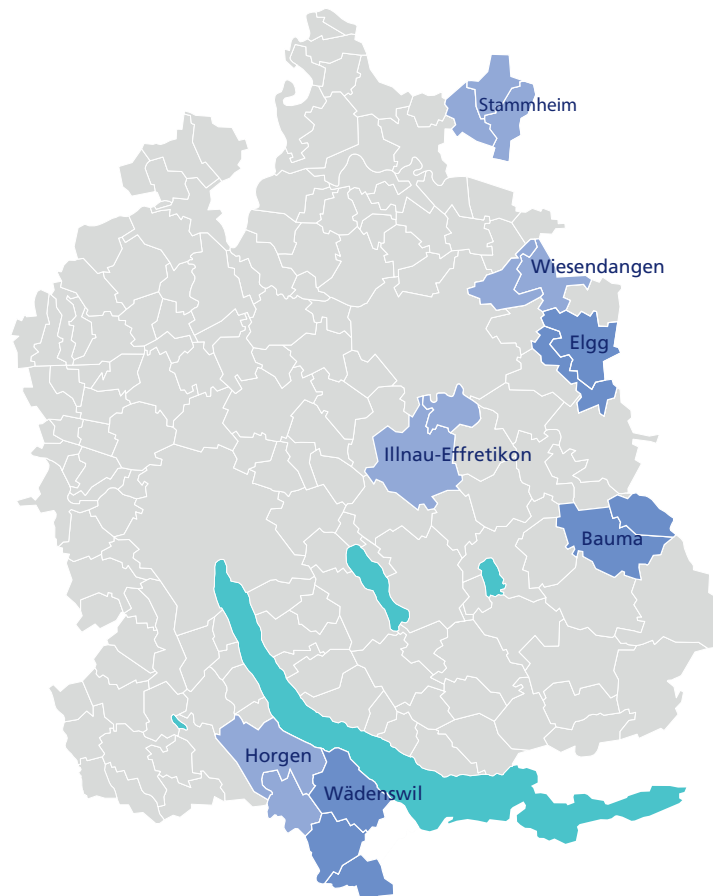 Stammheim
Wiesendangen
Elgg
Illnau-Effretikon
Bauma
Horgen
Wädenswil